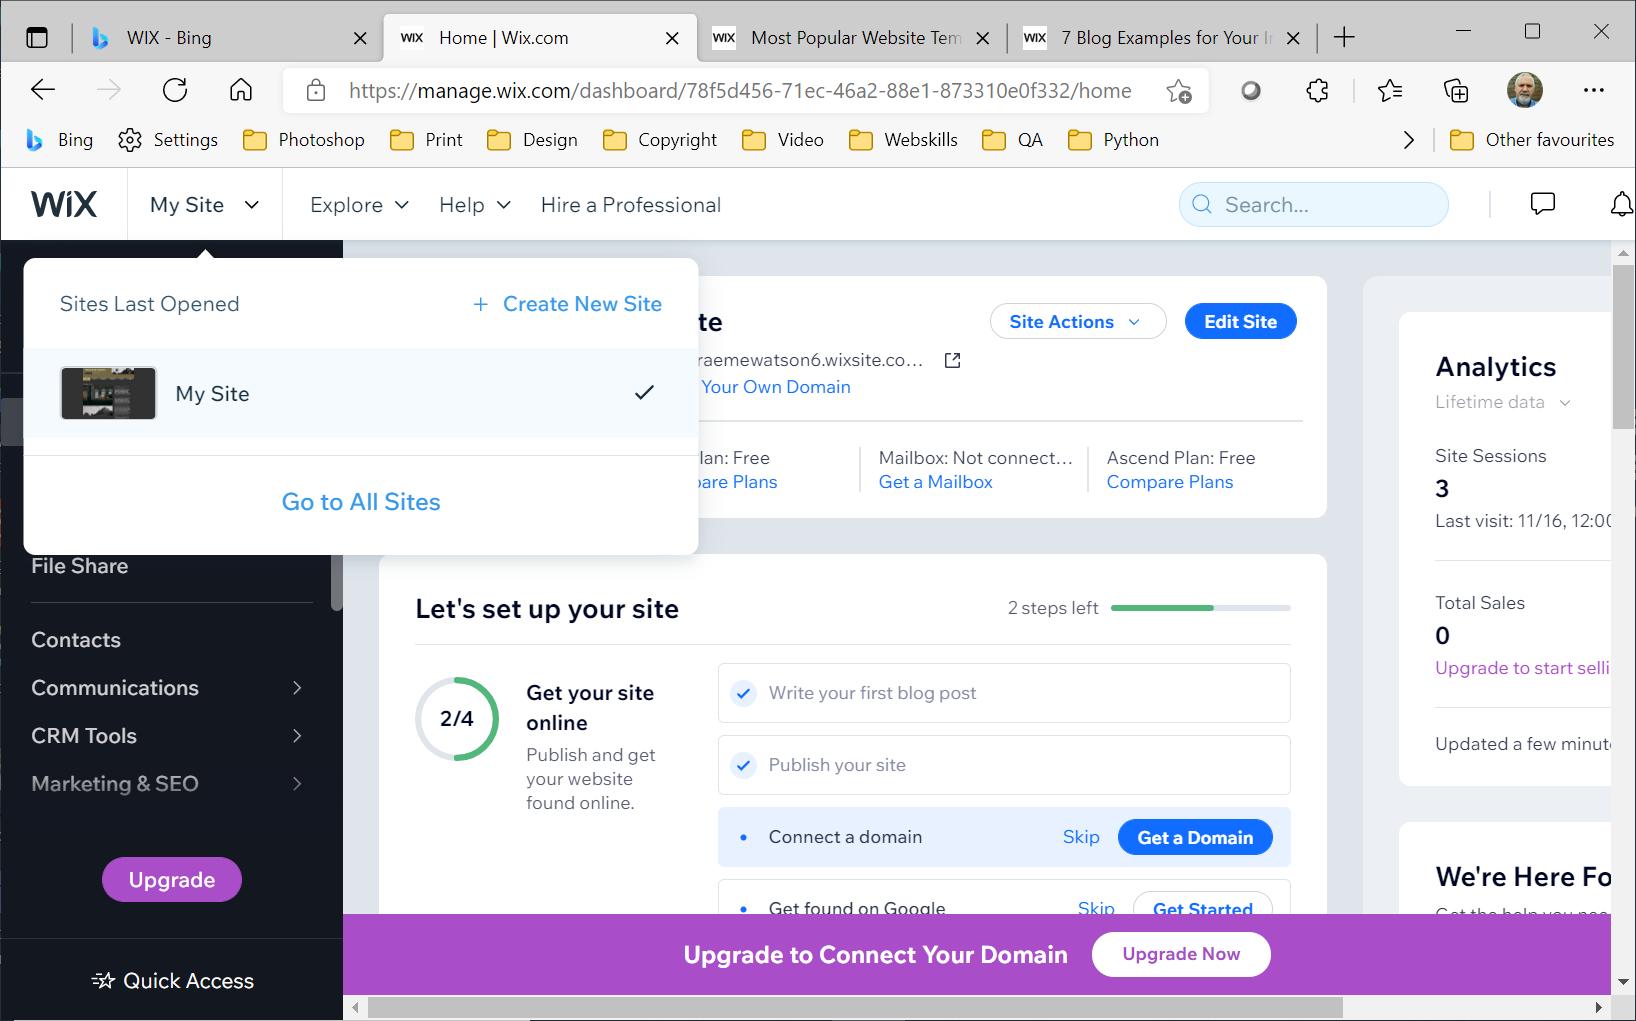 WIX - Bing
WIX Home | Wix.com
WIX Most Popular Website Tem
WIX 7 Blog Examples for Your I
https://manage.wix.com/dashboard/78f5d456-71ec-46a2-88e1-873310e0f332/home
Bing Settings Photoshop Print Design Copyright Video Webskills QA Python Other favourites
WiX My Site Explore Help Hire a Professional Search...
Sites Last Opened + Create New Site
My Site
Go to All Sites
te
Site Actions Edit Site
raemewatson6.wixsite.co...
Your Own Domain
lan: Free
are Plans
Mailbox: Not connect...
Get a Mailbox
Ascend Plan: Free
Compare Plans
Analytics
Lifetime data
Site Sessions
3
Last visit: 11/16, 12:00
Total Sales
0
Upgrade to start selli
Updated a few minut
File Share
Contacts
Communications
CRM Tools
Marketing & SEO
Upgrade
Quick Access
Let's set up your site
2 steps left
2/4
Get your site
online
Publish and get
your website
found online.
Write your first blog post
Publish your site
Connect a domain Skip Get a Domain
Get found on Google Skip Get Started
We're Here Fo
Get the help you nee
Upgrade to Connect Your Domain Upgrade Now